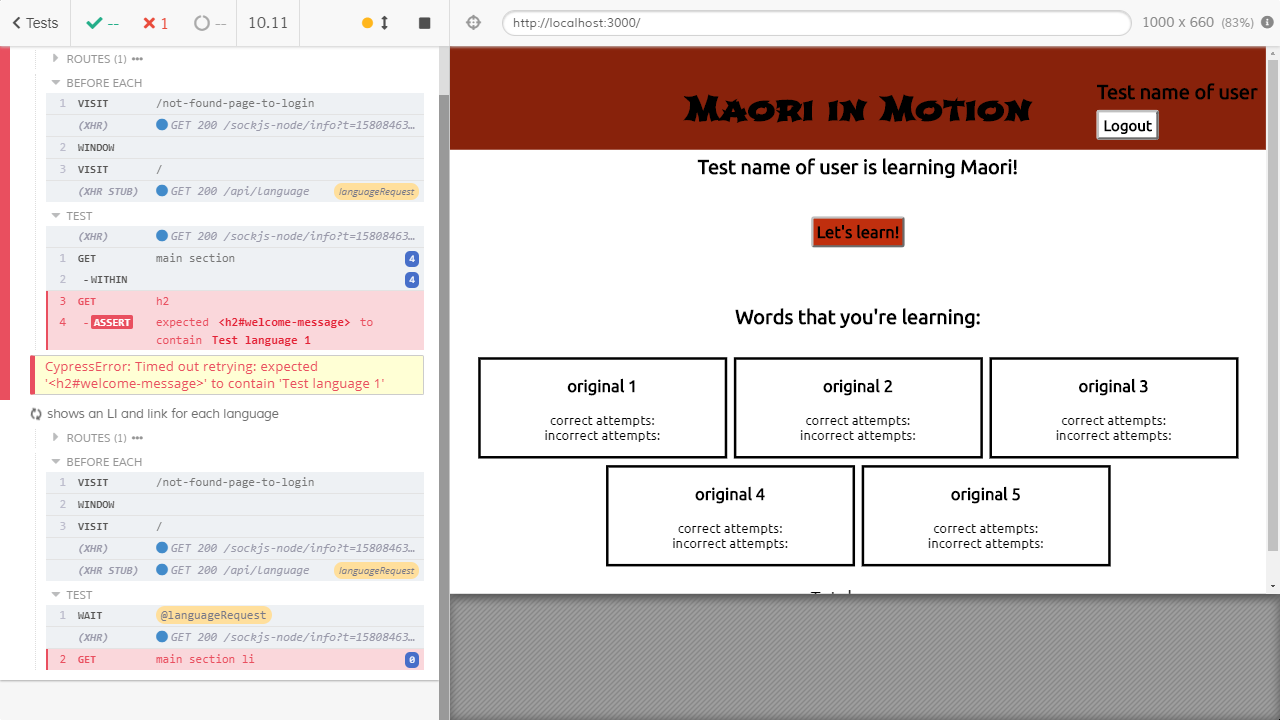 Tests
--
1
--
10.11
http://localhost:3000/
1000 x 660 (83%)
ROUTES (1)
BEFORE EACH
1 VISIT /not-found-page-to-login
(XHR) GET 200 /sockjs-node/info?t=15808463…
2 WINDOW
3 VISIT /
(XHR STUB) GET 200 /api/language languageRequest
TEST
(XHR) GET 200 /sockjs-node/info?t=15808463…
1 GET main section 4
2 -WITHIN 4
3 GET h2
4 -ASSERT expected <h2#welcome-message> to
contain Test language 1
CypressError: Timed out retrying: expected
'<h2#welcome-message>' to contain 'Test language 1'
shows an LI and link for each language
ROUTES (1)
BEFORE EACH
1 VISIT /not-found-page-to-login
2 WINDOW
3 VISIT /
(XHR) GET 200 /sockjs-node/info?t=15808463…
(XHR STUB) GET 200 /api/language languageRequest
TEST
1 WAIT @languageRequest
(XHR) GET 200 /sockjs-node/info?t=15808463…
2 GET main section li 0
Maori in Motion
Test name of user
Logout
Test name of user is learning Maori!
Let's learn!
Words that you're learning:
original 1
correct attempts:
incorrect attempts:
original 2
correct attempts:
incorrect attempts:
original 3
correct attempts:
incorrect attempts:
original 4
correct attempts:
incorrect attempts:
original 5
correct attempts:
incorrect attempts: